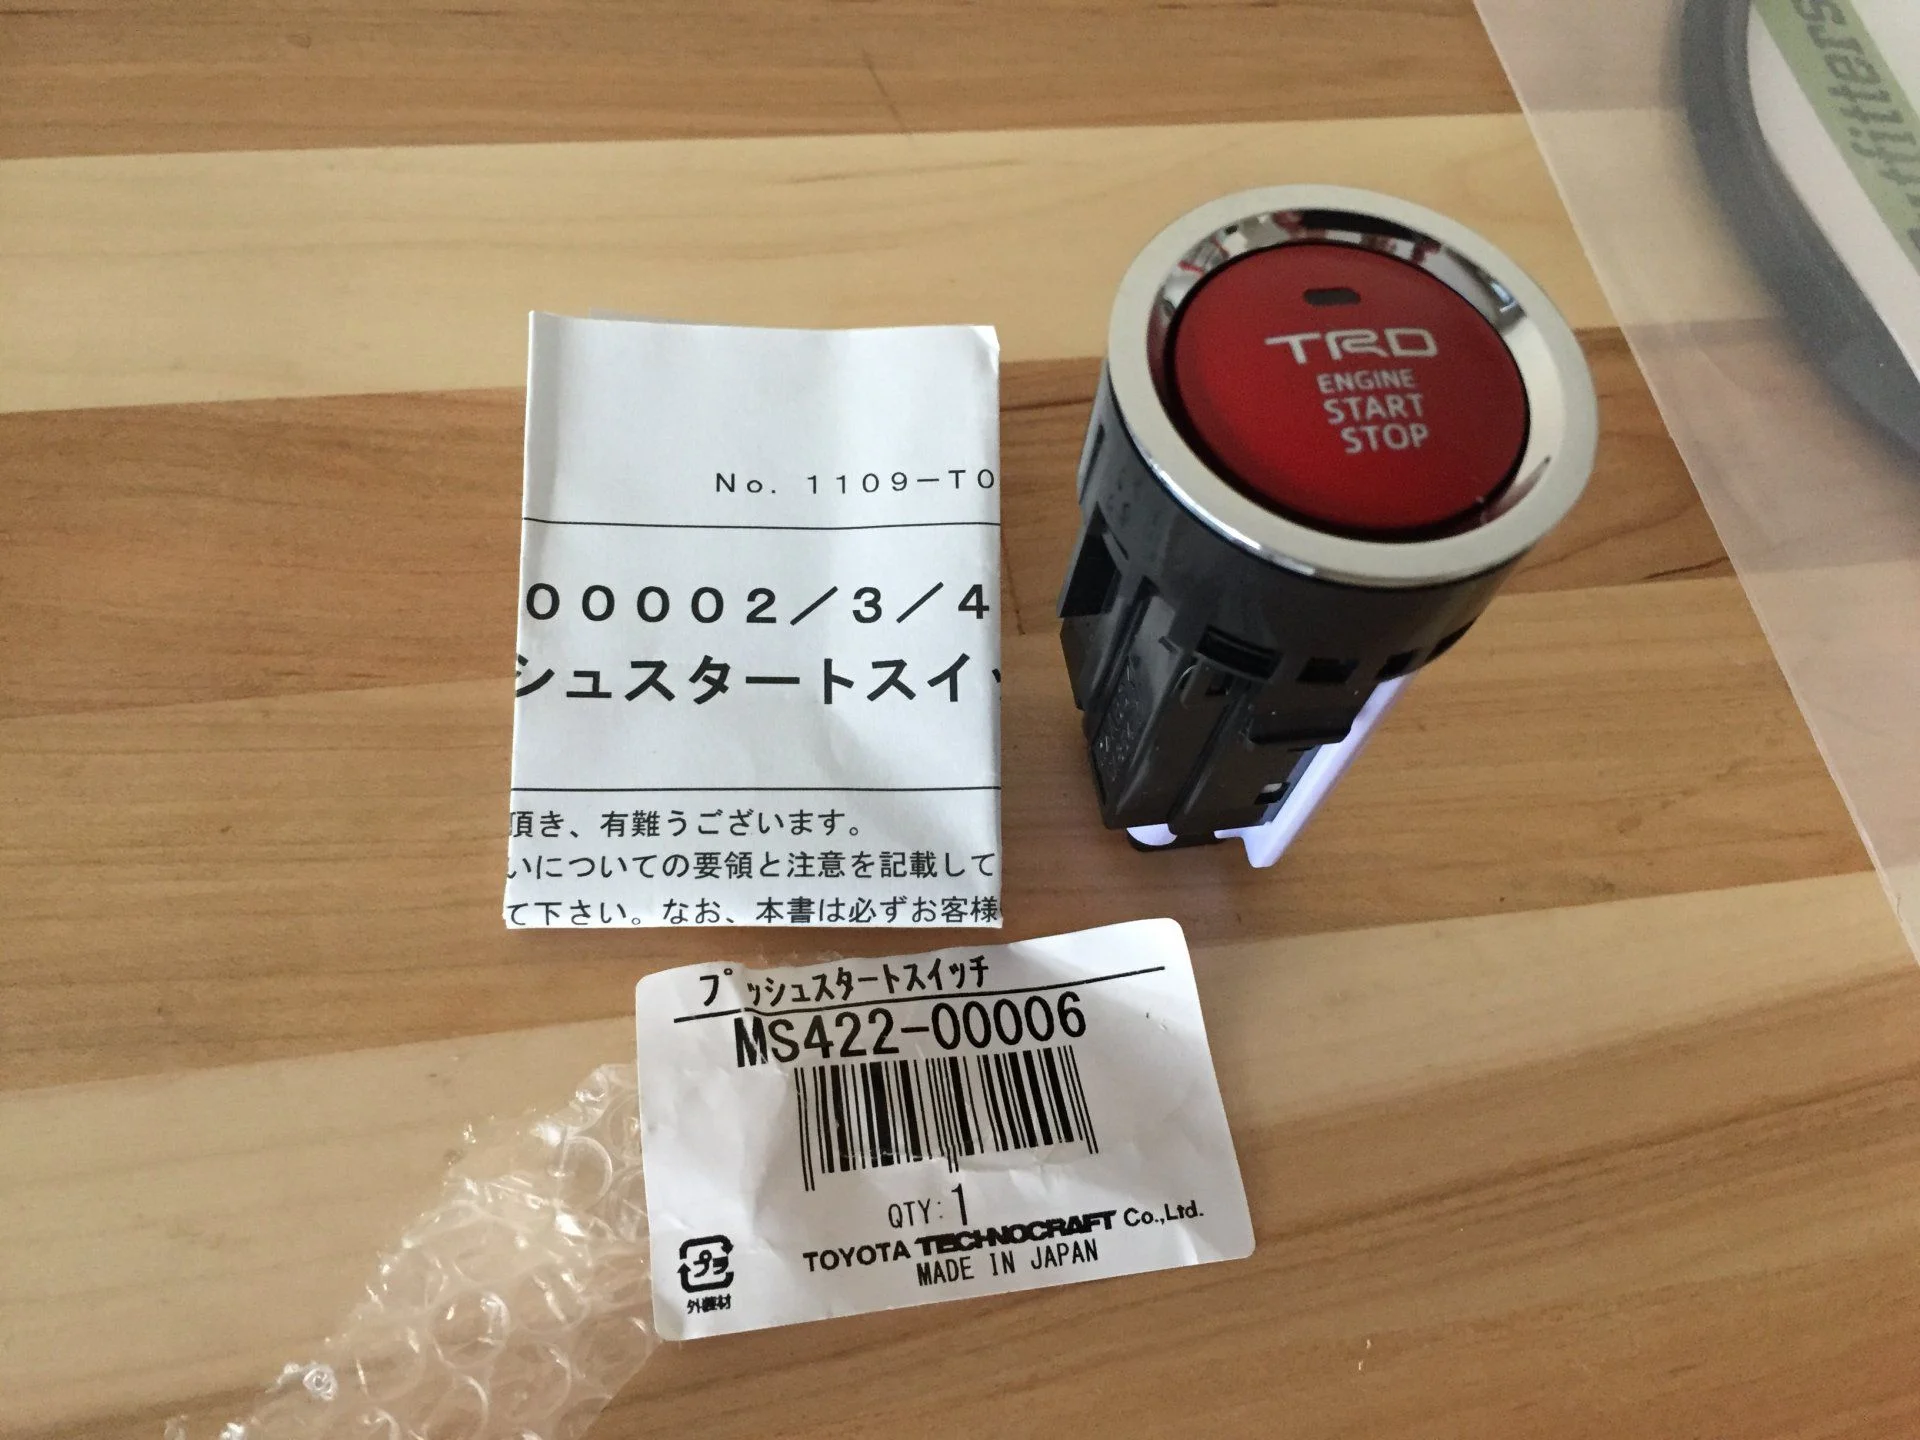 No. 1109-T0
00002/3/4
シュスタートスイ
頂き、有難うございます。
いについての要領と注意を記載して
て下さい。なお、本書は必ずお客様
TRD
ENGINE
START
STOP
プッシュスタートスイッチ
MS422-00006
QTY:1
TOYOTA TECHNOCRAFT Co.,Ltd.
MADE IN JAPAN
プラ
外装材
utfitters